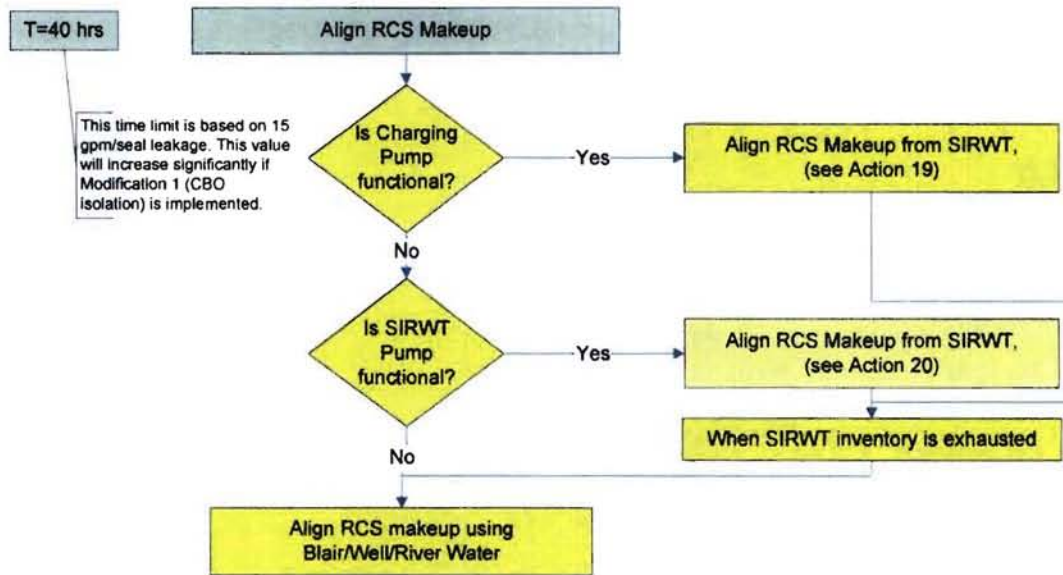 T=40 hrs
Align RCS Makeup
This time limit is based on 15
gpm/seal leakage. This value
will increase significantly if
Modification 1 (CBO
isolation) is implemented.
Is Charging
Pump
functional?
Yes
Align RCS Makeup from SIRWT,
(see Action 19)
No
Is SIRWT
Pump
functional?
Yes
Align RCS Makeup from SIRWT,
(see Action 20)
When SIRWT inventory is exhausted
No
Align RCS makeup using
Blair/Well/River Water